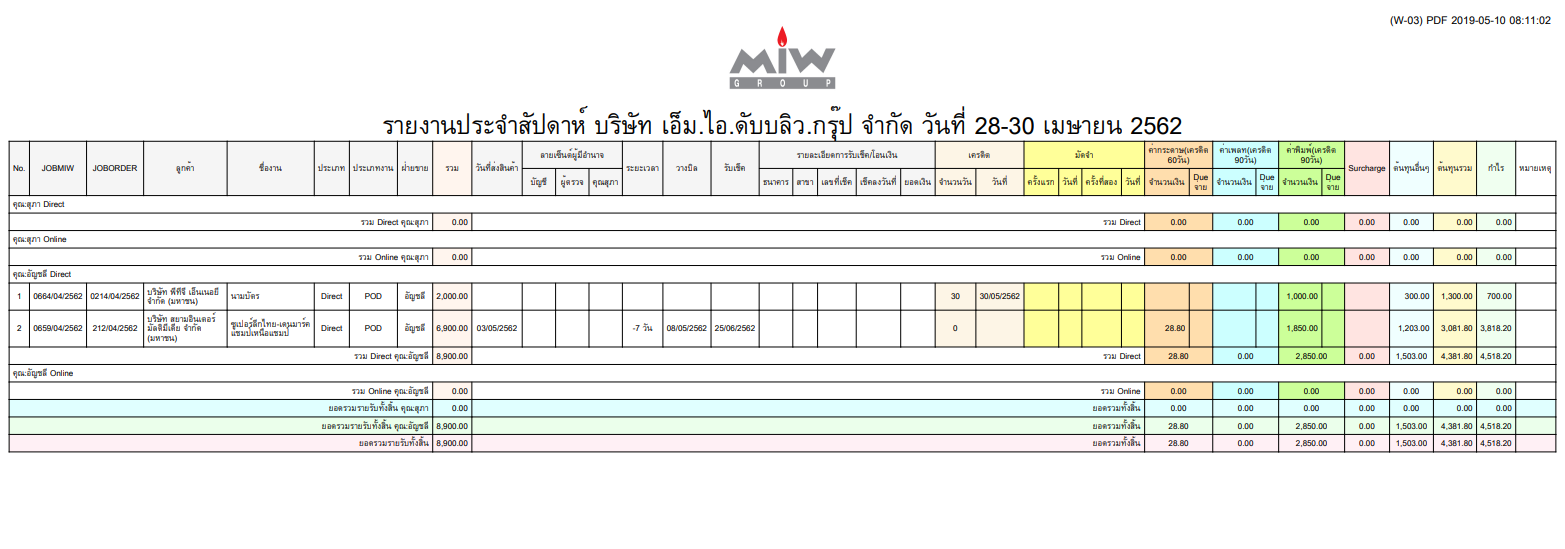 (W-03) PDF 2019-05-10 08:11:02
MIW
GROUP
รายงานประจำสัปดาห์ บริษัท เอ็ม.ไอ.ดับบลิว.กรุ๊ป จำกัด วันที่ 28-30 เมษายน 2562
No. JOBMIW JOBORDER ลูกค้า ชื่องาน ประเภท ประเภทงาน ฝ่ายขาย รวม วันที่ส่งสินค้า ลายเซ็นต์ผู้มีอำนาจ ระยะเวลา วางบิล รับเช็ค รายละเอียดการรับเช็ค/โอนเงิน เครดิต มัดจำ ค่ากระดาษ(เครดิต 60วัน) ค่าเพลท(เครดิต 90วัน) ค่าพิมพ์(เครดิต 90วัน) Surcharge ต้นทุนอื่นๆ ต้นทุนรวม กำไร หมายเหตุ
บัญชี ผู้ตรวจ คุณสุภา ธนาคาร สาขา เลขที่เช็ค เช็คลงวันที่ ยอดเงิน จำนวนวัน วันที่ ครั้งแรก วันที่ ครั้งที่สอง วันที่ จำนวนเงิน Due จ่าย จำนวนเงิน Due จ่าย จำนวนเงิน Due จ่าย
คุณ:สุภา Direct
รวม Direct คุณ:สุภา 0.00 รวม Direct 0.00 0.00 0.00 0.00 0.00 0.00 0.00
คุณ:สุภา Online
รวม Online คุณ:สุภา 0.00 รวม Online 0.00 0.00 0.00 0.00 0.00 0.00 0.00
คุณ:อัญชลี Direct
1 0664/04/2562 0214/04/2562 บริษัท พีทีจี เอ็นเนอยี จำกัด (มหาชน) นามบัตร Direct POD อัญชลี 2,000.00 30 30/05/2562 1,000.00 300.00 1,300.00 700.00
2 0659/04/2562 212/04/2562 บริษัท สยามอินเตอร์ มัลติมีเดีย จำกัด (มหาชน) ซูเปอร์ลีกไทย-เดนมาร์ค แชมป์เหนือแชมป์ Direct POD อัญชลี 6,900.00 03/05/2562 -7 วัน 08/05/2562 25/06/2562 0 28.80 1,850.00 1,203.00 3,081.80 3,818.20
รวม Direct คุณ:อัญชลี 8,900.00 รวม Direct 28.80 0.00 2,850.00 0.00 1,503.00 4,381.80 4,518.20
คุณ:อัญชลี Online
รวม Online คุณ:อัญชลี 0.00 รวม Online 0.00 0.00 0.00 0.00 0.00 0.00 0.00
ยอดรวมรายรับทั้งสิ้น คุณ:สุภา 0.00 ยอดรวมทั้งสิ้น 0.00 0.00 0.00 0.00 0.00 0.00 0.00
ยอดรวมรายรับทั้งสิ้น คุณ:อัญชลี 8,900.00 ยอดรวมทั้งสิ้น 28.80 0.00 2,850.00 0.00 1,503.00 4,381.80 4,518.20
ยอดรวมรายรับทั้งสิ้น 8,900.00 ยอดรวมทั้งสิ้น 28.80 0.00 2,850.00 0.00 1,503.00 4,381.80 4,518.20